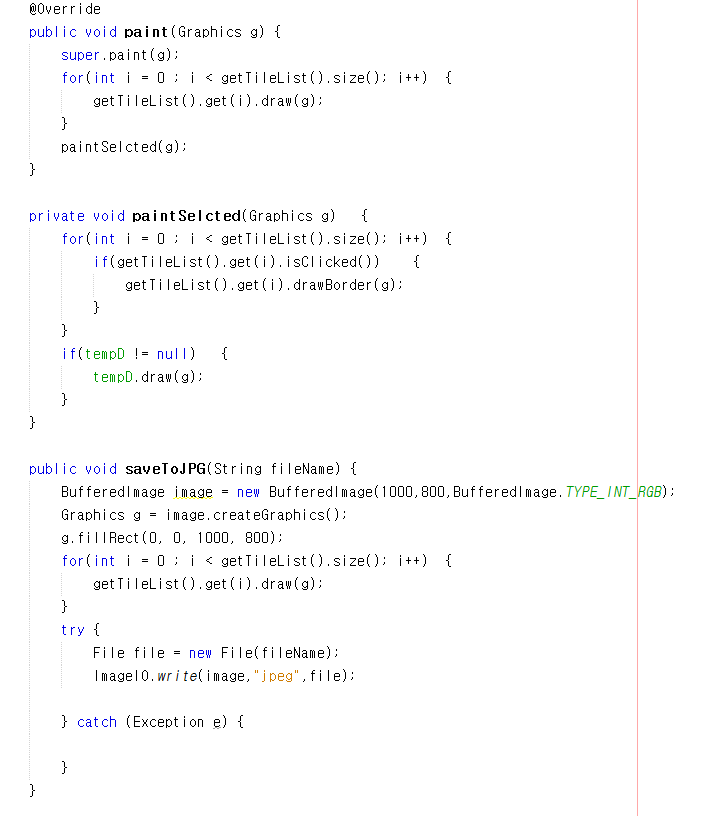 @Override
public void paint(Graphics g) {
super.paint(g);
for(int i = 0 ; i < getTileList().size(); i++) {
getTileList().get(i).draw(g);
}
paintSelcted(g);
}
private void paintSelcted(Graphics g) {
for(int i = 0 ; i < getTileList().size(); i++) {
if(getTileList().get(i).isClicked()) {
getTileList().get(i).drawBorder(g);
}
}
if(tempD != null) {
tempD.draw(g);
}
}
public void saveToJPG(String fileName) {
BufferedImage image = new BufferedImage(1000,800,BufferedImage.TYPE_INT_RGB);
Graphics g = image.createGraphics();
g.fillRect(0, 0, 1000, 800);
for(int i = 0 ; i < getTileList().size(); i++) {
getTileList().get(i).draw(g);
}
try {
File file = new File(fileName);
ImageIO.write(image,"jpeg",file);
} catch (Exception e) {
}
}